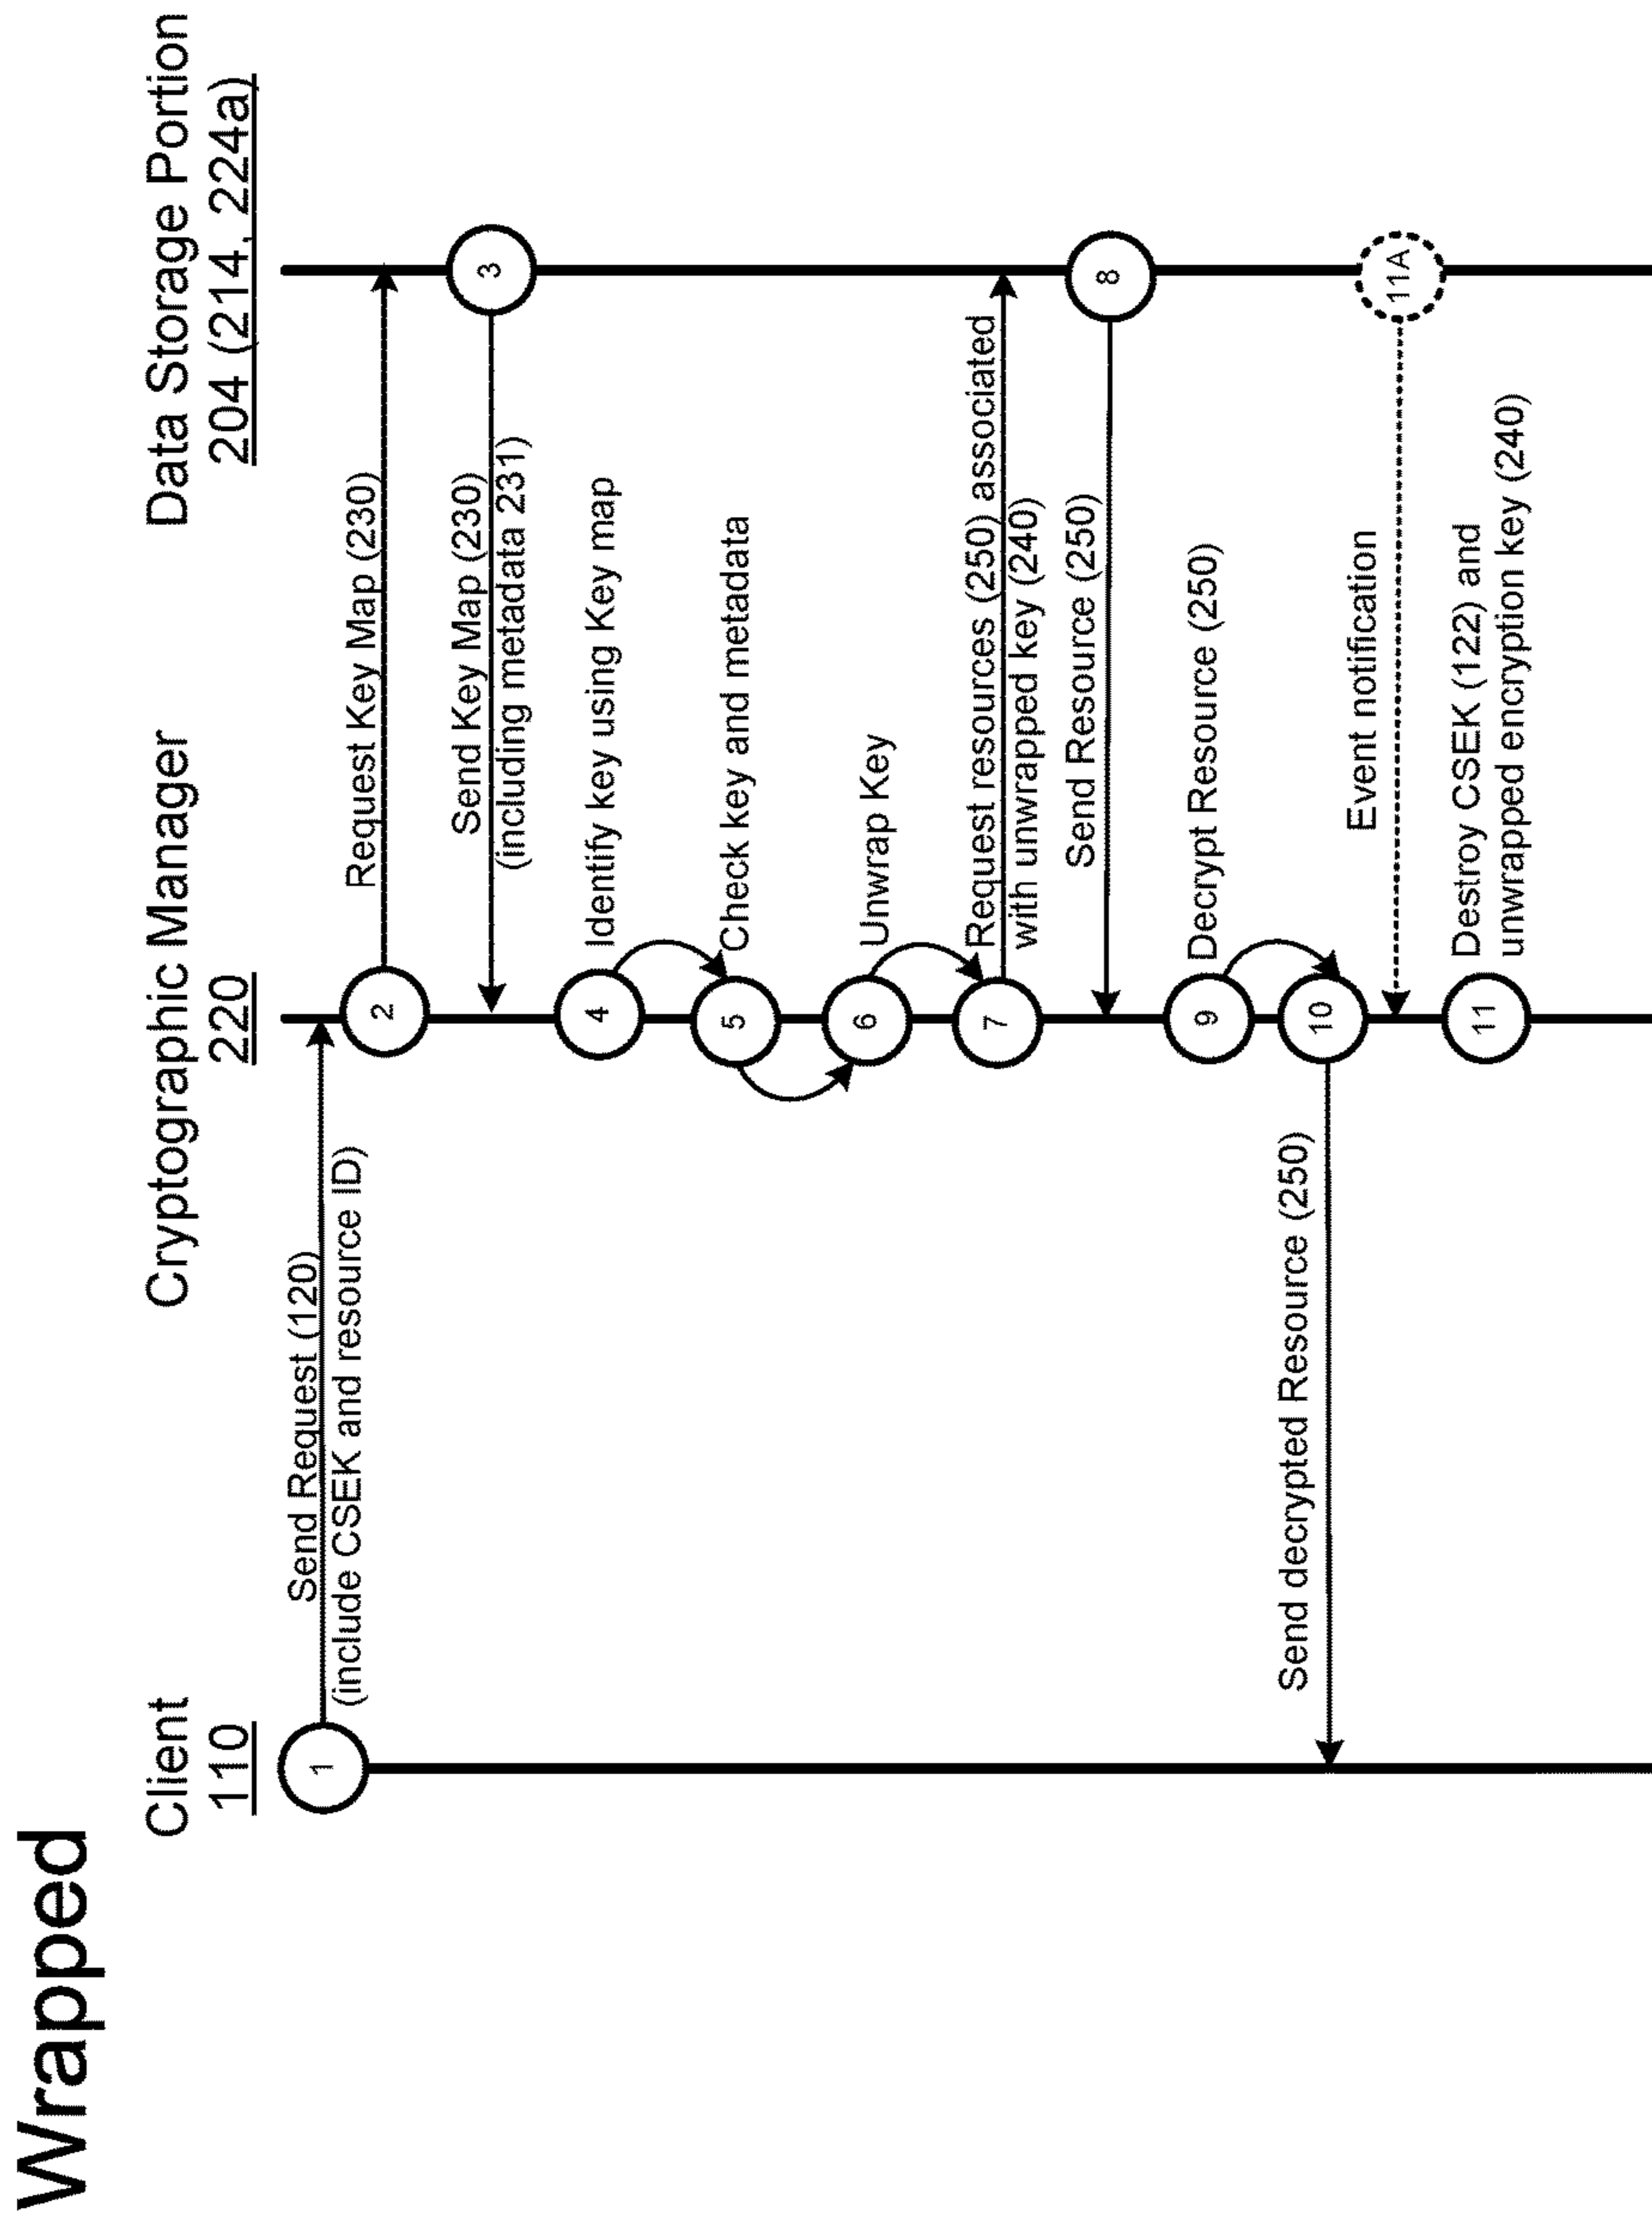 Wrapped
Client
110
Cryptographic Manager
220
Data Storage Portion
204 (214, 224a)
1
Send Request (120)
(include CSEK and resource ID)
2
Request Key Map (230)
3
Send Key Map (230)
(including metadata 231)
4
Identify key using Key map
5
Check key and metadata
6
Unwrap Key
7
Request resources (250) associated
with unwrapped key (240)
8
Send Resource (250)
9
Decrypt Resource (250)
10
Send decrypted Resource (250)
11A
Event notification
11
Destroy CSEK (122) and
unwrapped encryption key (240)